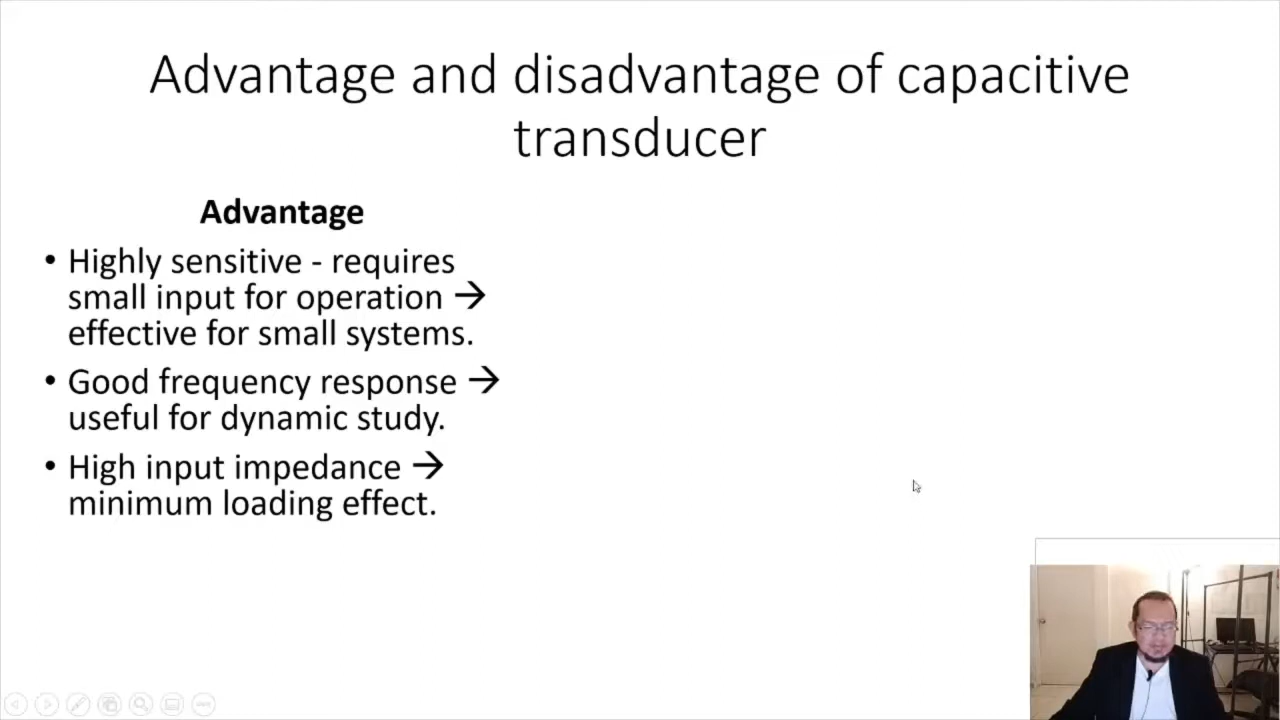 Advantage and disadvantage of capacitive
transducer
Advantage
• Highly sensitive - requires
small input for operation →
effective for small systems.
• Good frequency response →
useful for dynamic study.
• High input impedance →
minimum loading effect.